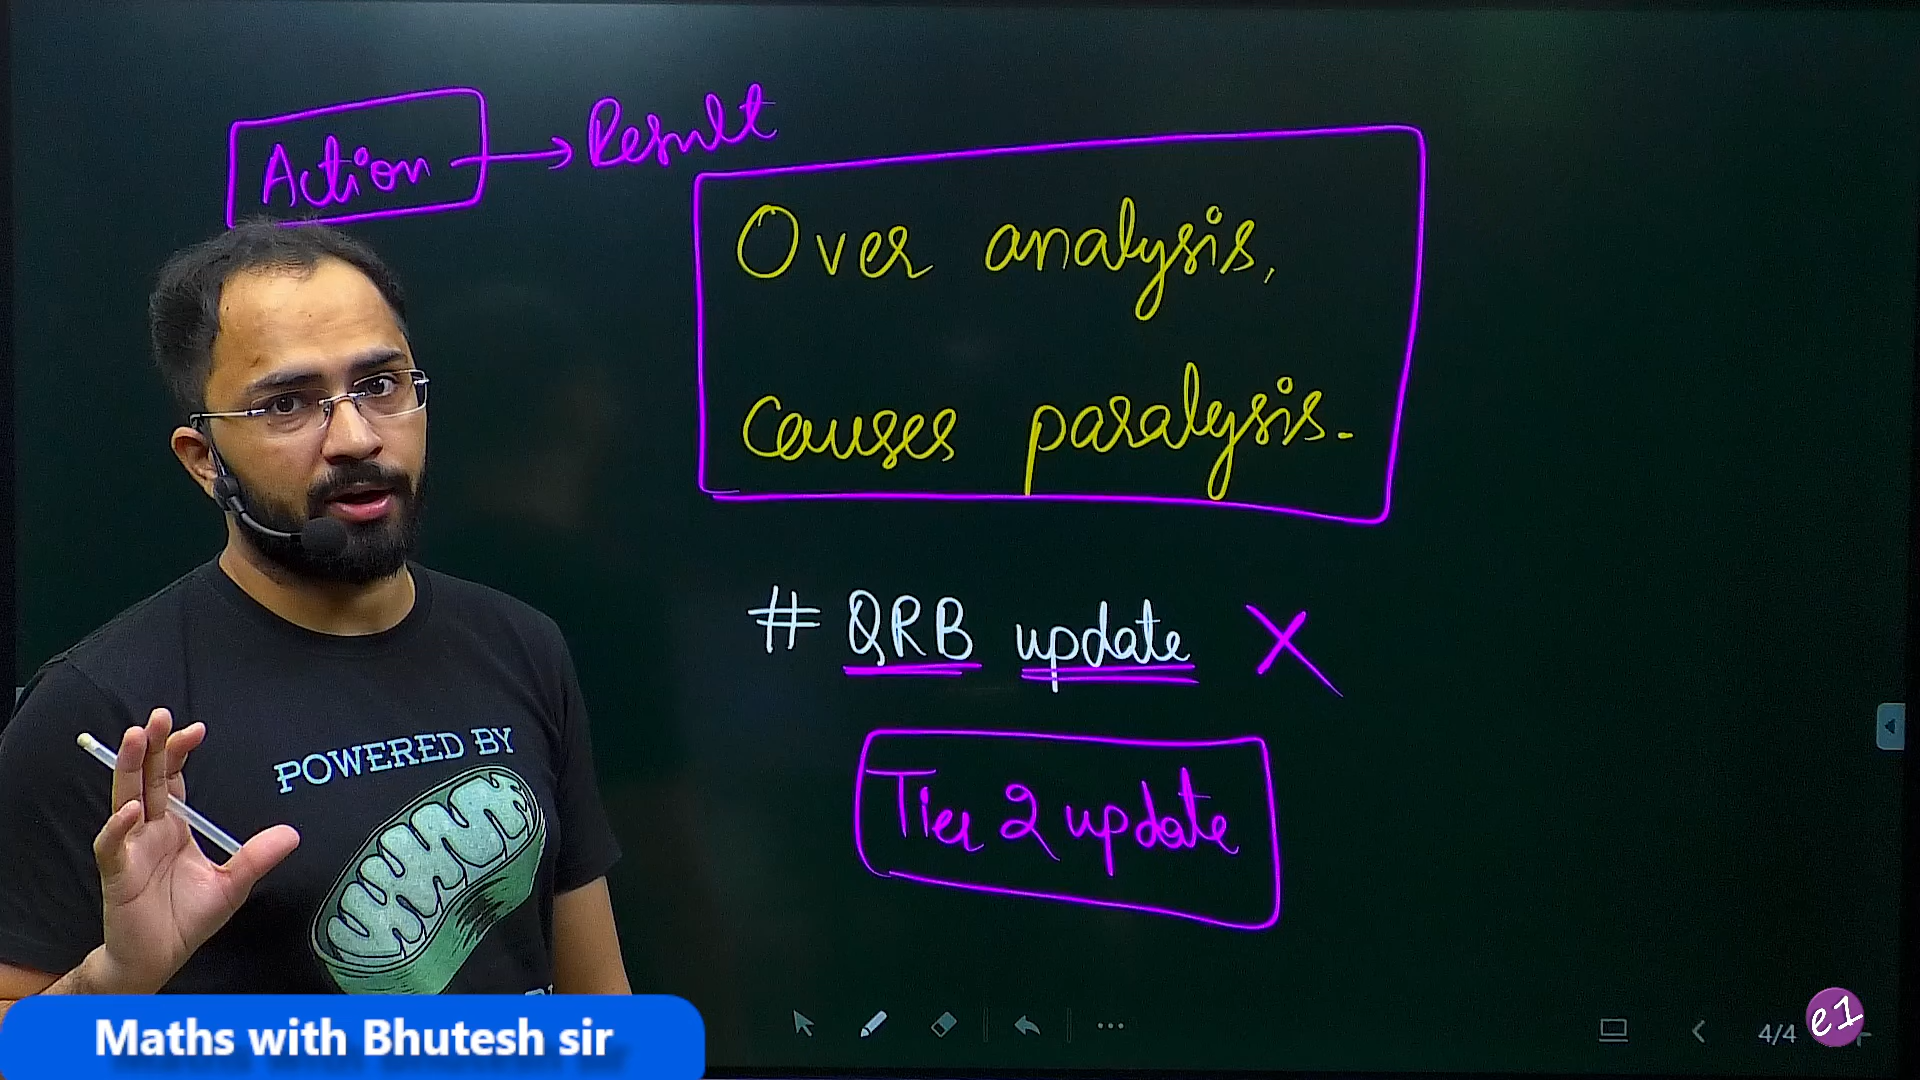 Action → Result
Over analysis,
causes paralysis.
# QRB update X
Tier 2 update
POWERED BY
Maths with Bhutesh sir
4/4
e1